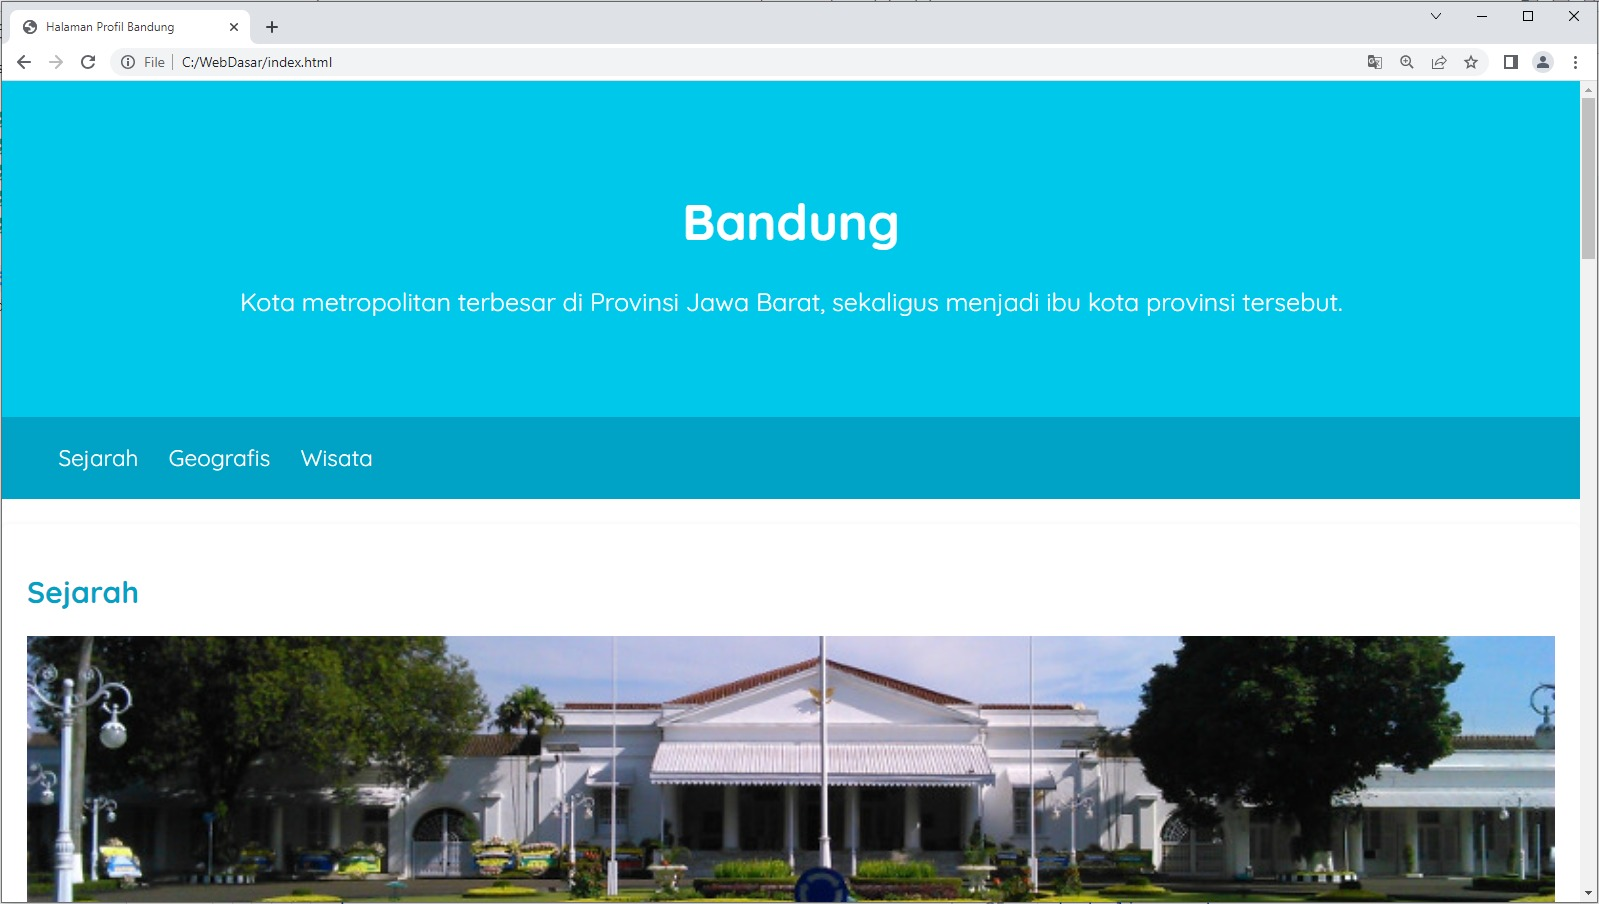 Halaman Profil Bandung
File
C:/WebDasar/index.html
Bandung
Kota metropolitan terbesar di Provinsi Jawa Barat, sekaligus menjadi ibu kota provinsi tersebut.
Sejarah Geografis Wisata
Sejarah